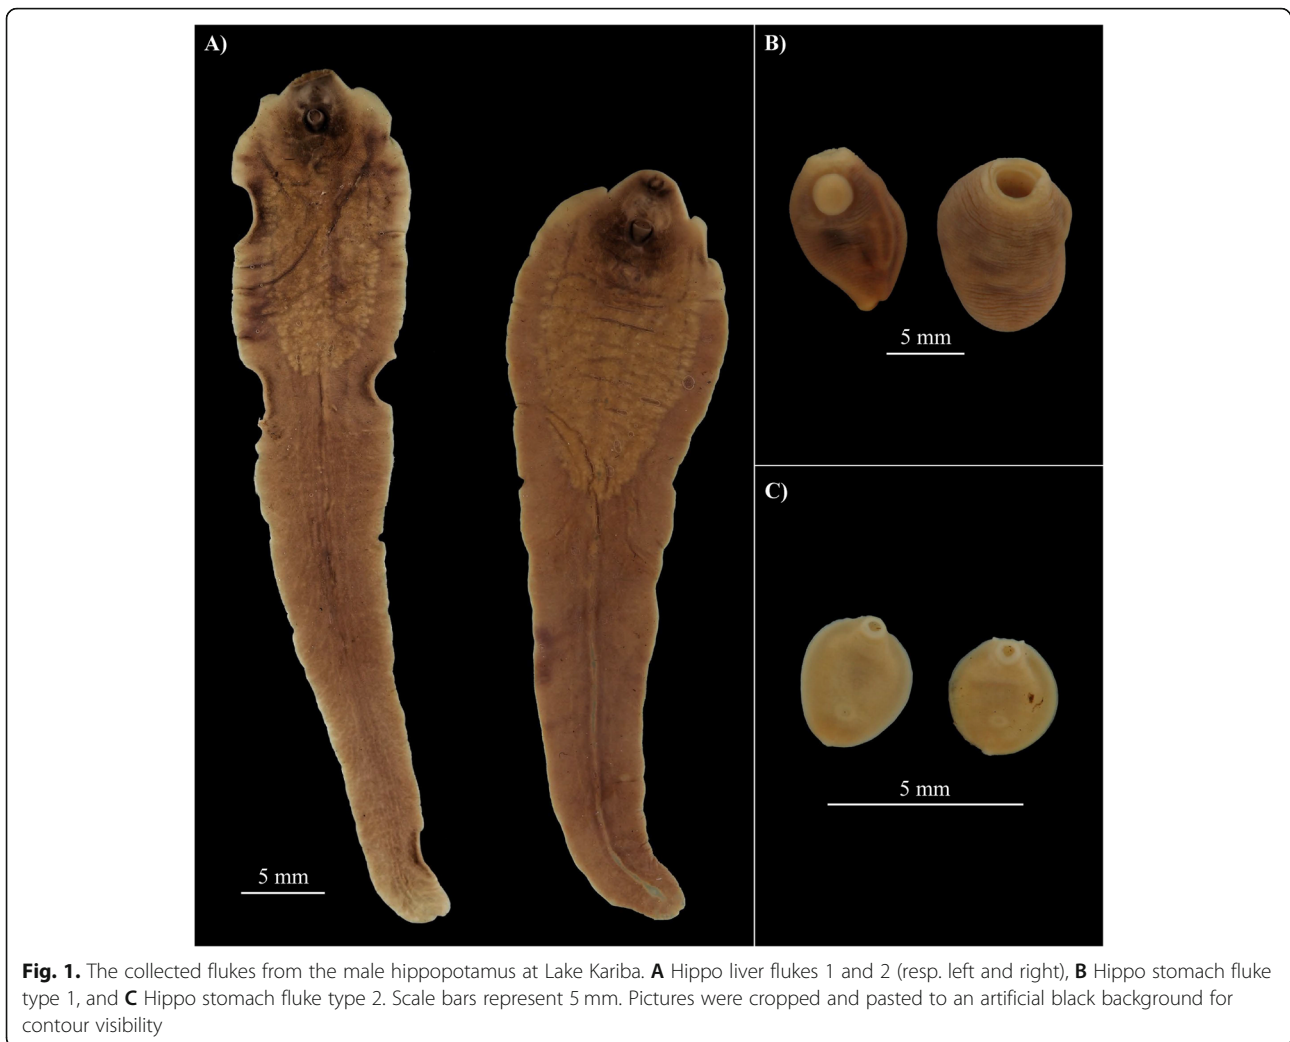 A)
B)
5 mm
C)
5 mm
5 mm
Fig. 1. The collected flukes from the male hippopotamus at Lake Kariba. A Hippo liver flukes 1 and 2 (resp. left and right), B Hippo stomach fluke
type 1, and C Hippo stomach fluke type 2. Scale bars represent 5 mm. Pictures were cropped and pasted to an artificial black background for
contour visibility